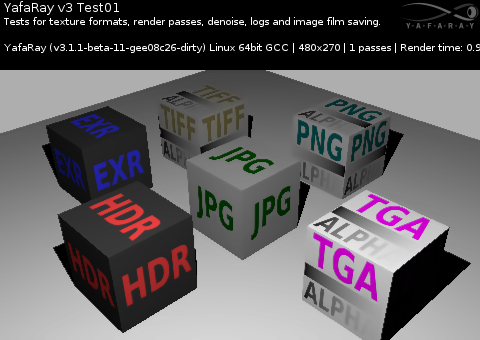 YafaRay v3 Test01
Tests for texture formats, render passes, denoise, logs and image film saving.
YAFARAY
YafaRay (v3.1.1-beta-11-gee08c26-dirty) Linux 64bit GCC | 480x270 | 1 passes | Render time: 0.9
TIFF
ALP
TIFF TIFF
ALPHA
PNG
PNG PNG
ALPHA ALPHA
EXR
EXR EXR
JPG
JPG JPG
HDR
HDR HDR
TGA
ALPHA
TGA
ALPHA